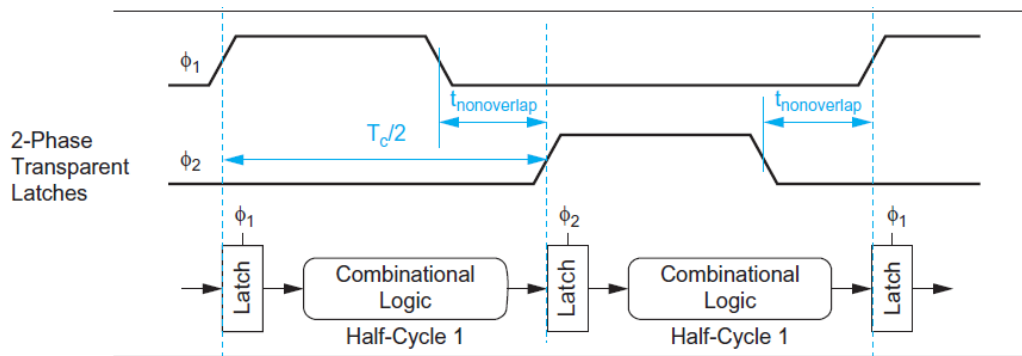 ϕ1
tnonoverlap
tnonoverlap
Tc/2
2-Phase
Transparent
Latches
ϕ2
ϕ1
ϕ2
ϕ1
Latch
Combinational
Logic
Latch
Combinational
Logic
Latch
Half-Cycle 1
Half-Cycle 1